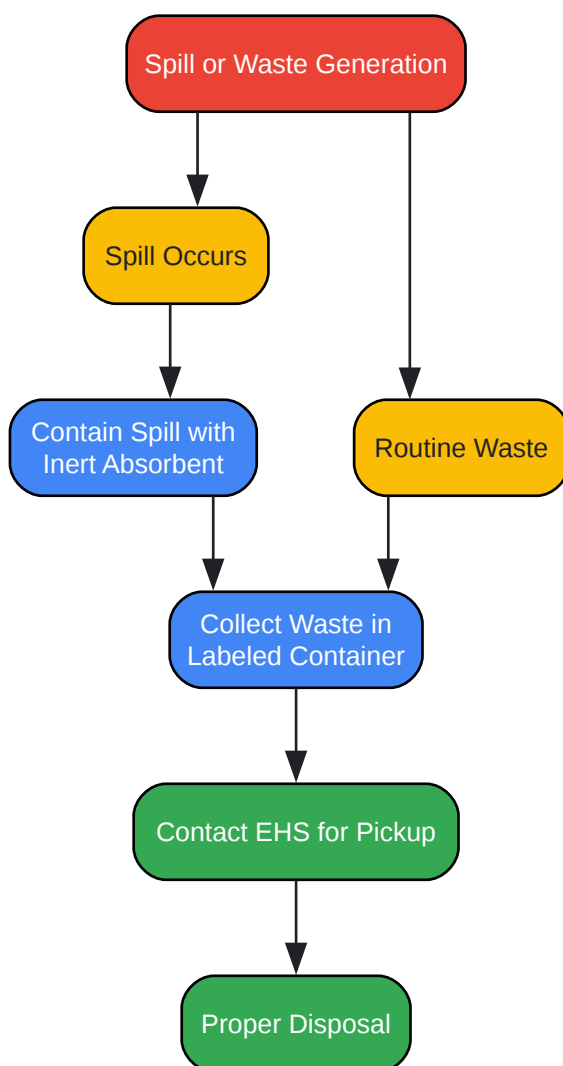 Spill or Waste Generation
Spill Occurs
Contain Spill with
Inert Absorbent
Routine Waste
Collect Waste in
Labeled Container
Contact EHS for Pickup
Proper Disposal